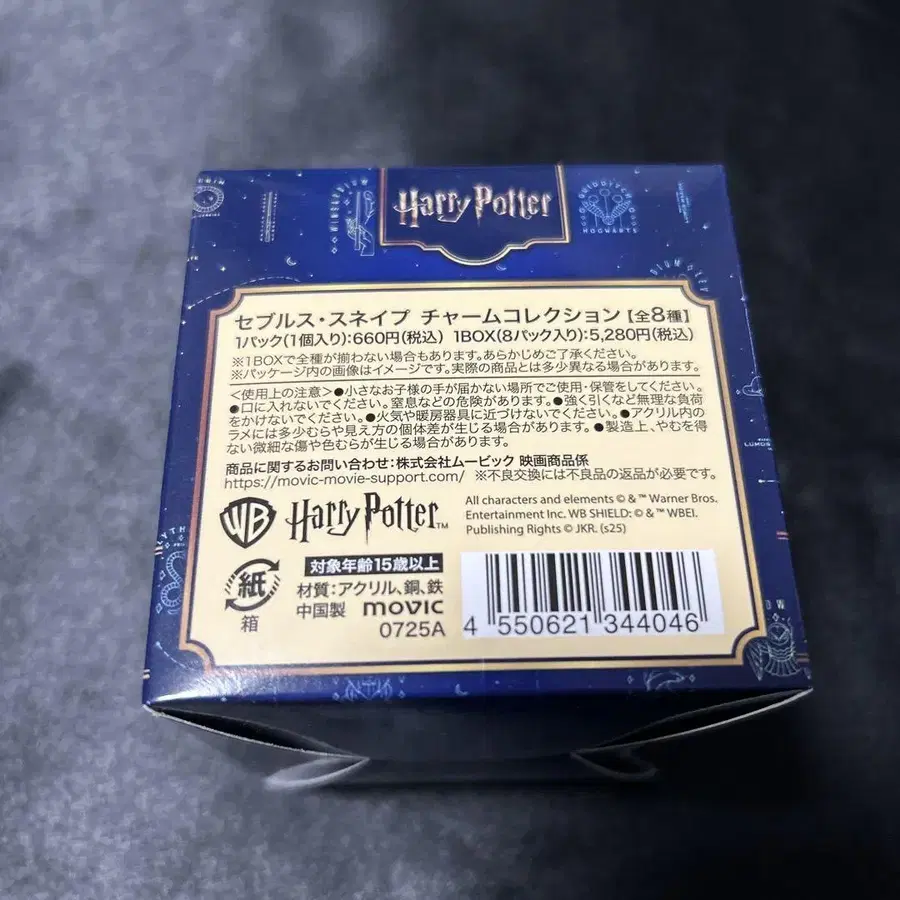 Harry Potter
HOGWARTS
セブルス・スネイプ チャームコレクション【全8種】
1パック(1個入り):660円(税込) 1BOX(8パック入り):5,280円(税込)
※1BOXで全種が揃わない場合もあります。あらかじめご了承ください。
※パッケージ内の画像はイメージです。実際の商品とは多少異なる場合があります。
<使用上の注意>●小さなお子様の手が届かない場所でご使用・保管をしてください。
●口に入れないでください。窒息などの危険があります。●強く引くなど無理な負荷
をかけないでください。●火気や暖房器具に近づけないでください。●アクリル内の
ラメには多少むらや見え方の個体差が生じる場合があります。●製造上、やむを得
ない微細な傷や色むらが生じる場合があります。
商品に関するお問い合わせ:株式会社ムービック 映画商品係
https://movic-movie-support.com/ ※不良交換には不良品の返品が必要です。
WB Harry Potter™
All characters and elements © & ™ Warner Bros.
Entertainment Inc. WB SHIELD: © & ™ WBEI.
Publishing Rights © JKR. (s25)
紙
箱
対象年齢15歳以上
材質:アクリル、銅、鉄
中国製 movic
0725A
4 550621 344046